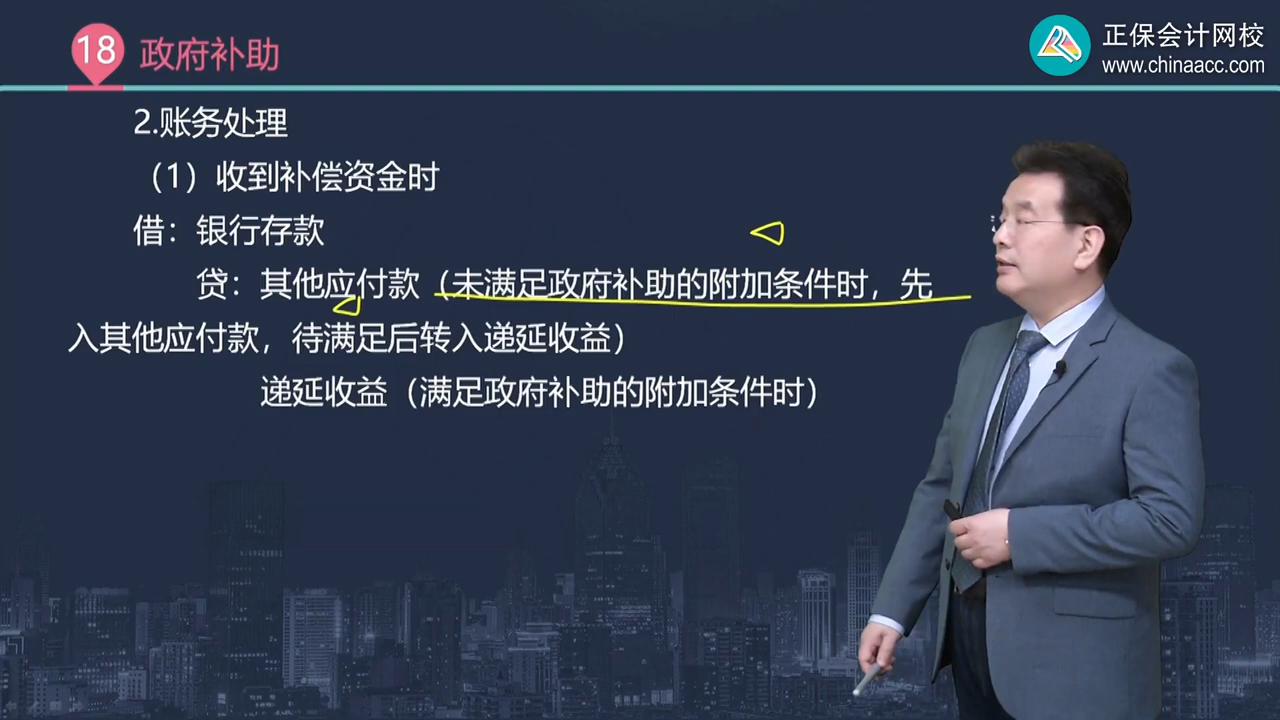 18 政府补助
正保会计网校
www.chinaacc.com
2.账务处理
（1）收到补偿资金时
借：银行存款
贷：其他应付款（未满足政府补助的附加条件时，先
入其他应付款，待满足后转入递延收益）
递延收益（满足政府补助的附加条件时）